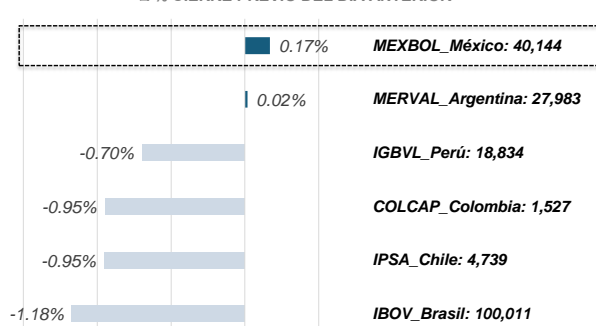 0.17% MEXBOL_México: 40,144
0.02% MERVAL_Argentina: 27,983
-0.70% IGBVL_Perú: 18,834
-0.95% COLCAP_Colombia: 1,527
-0.95% IPSA_Chile: 4,739
-1.18% IBOV_Brasil: 100,011